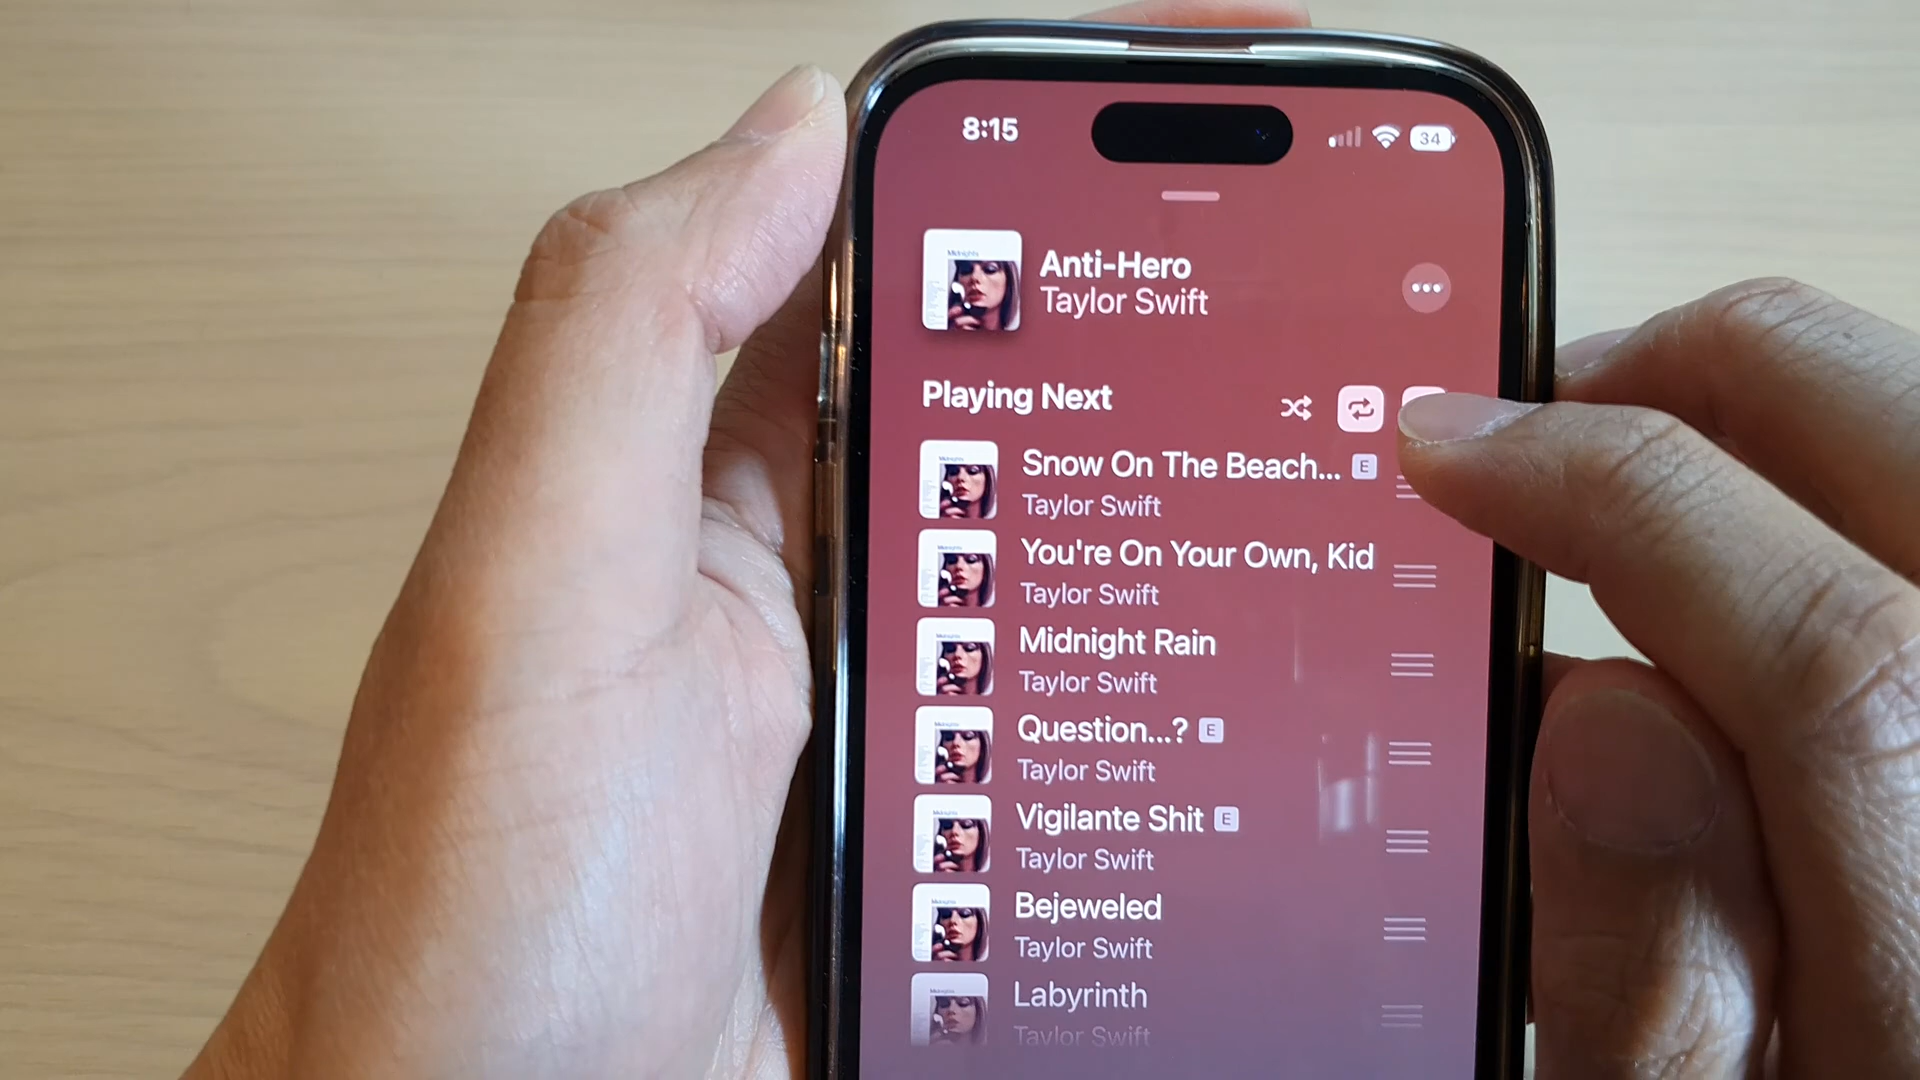 8:15
34
Midnights
Anti-Hero
Taylor Swift
Playing Next
Snow On The Beach... E
Taylor Swift
You're On Your Own, Kid
Taylor Swift
Midnight Rain
Taylor Swift
Question...? E
Taylor Swift
Vigilante Shit E
Taylor Swift
Bejeweled
Taylor Swift
Labyrinth
Taylor Swift